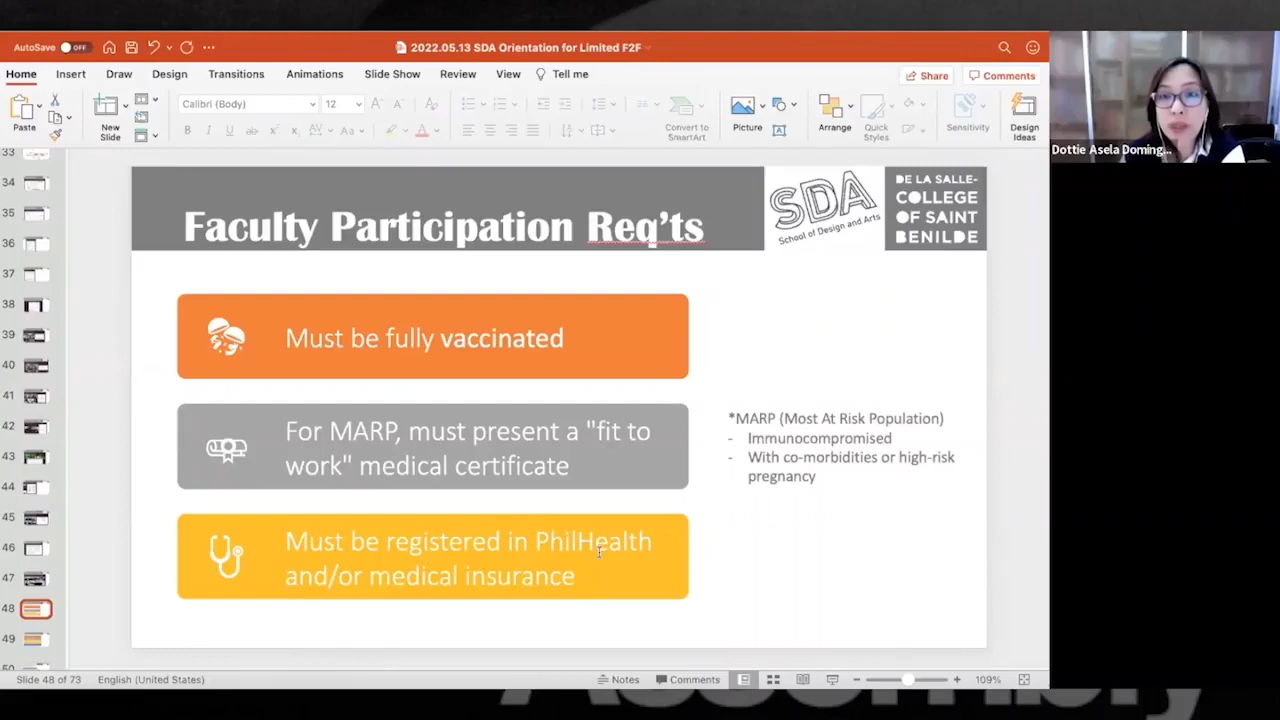 AutoSave OFF
2022.05.13 SDA Orientation for Limited F2F
Home Insert Draw Design Transitions Animations Slide Show Review View Tell me
Share Comments
Calibri (Body) 12
Paste
New
Slide
Convert to
SmartArt
Picture
Arrange
Quick
Styles
Sensitivity
Design
Ideas
Dottie Asela Doming...
33
34
35
36
37
38
39
40
41
42
43
44
45
46
47
48
49
50
Faculty Participation Req'ts
SDA
School of Design and Arts
DE LA SALLE-
COLLEGE
OF SAINT
BENILDE
Must be fully vaccinated
For MARP, must present a "fit to
work" medical certificate
Must be registered in PhilHealth
and/or medical insurance
*MARP (Most At Risk Population)
- Immunocompromised
- With co-morbidities or high-risk
pregnancy
Slide 48 of 73 English (United States)
Notes Comments
109%
Assembly